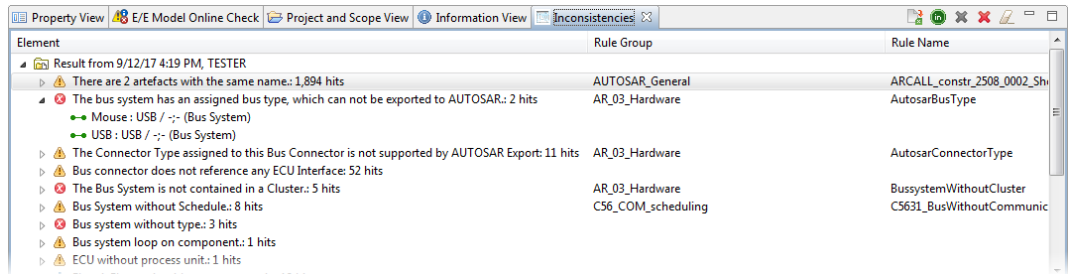 Property View E/E Model Online Check Project and Scope View Information View Inconsistencies
Element Rule Group Rule Name
Result from 9/12/17 4:19 PM, TESTER
There are 2 artefacts with the same name.: 1,894 hits AUTOSAR_General ARCALL_constr_2508_0002_Sh
The bus system has an assigned bus type, which can not be exported to AUTOSAR.: 2 hits AR_03_Hardware AutosarBusType
Mouse : USB / -;- (Bus System)
USB : USB / -;- (Bus System)
The Connector Type assigned to this Bus Connector is not supported by AUTOSAR Export: 11 hits AR_03_Hardware AutosarConnectorType
Bus connector does not reference any ECU Interface: 52 hits
The Bus System is not contained in a Cluster.: 5 hits AR_03_Hardware BussystemWithoutCluster
Bus System without Schedule.: 8 hits C56_COM_scheduling C5631_BusWithoutCommunic
Bus system without type.: 3 hits
Bus system loop on component.: 1 hits
ECU without process unit.: 1 hits